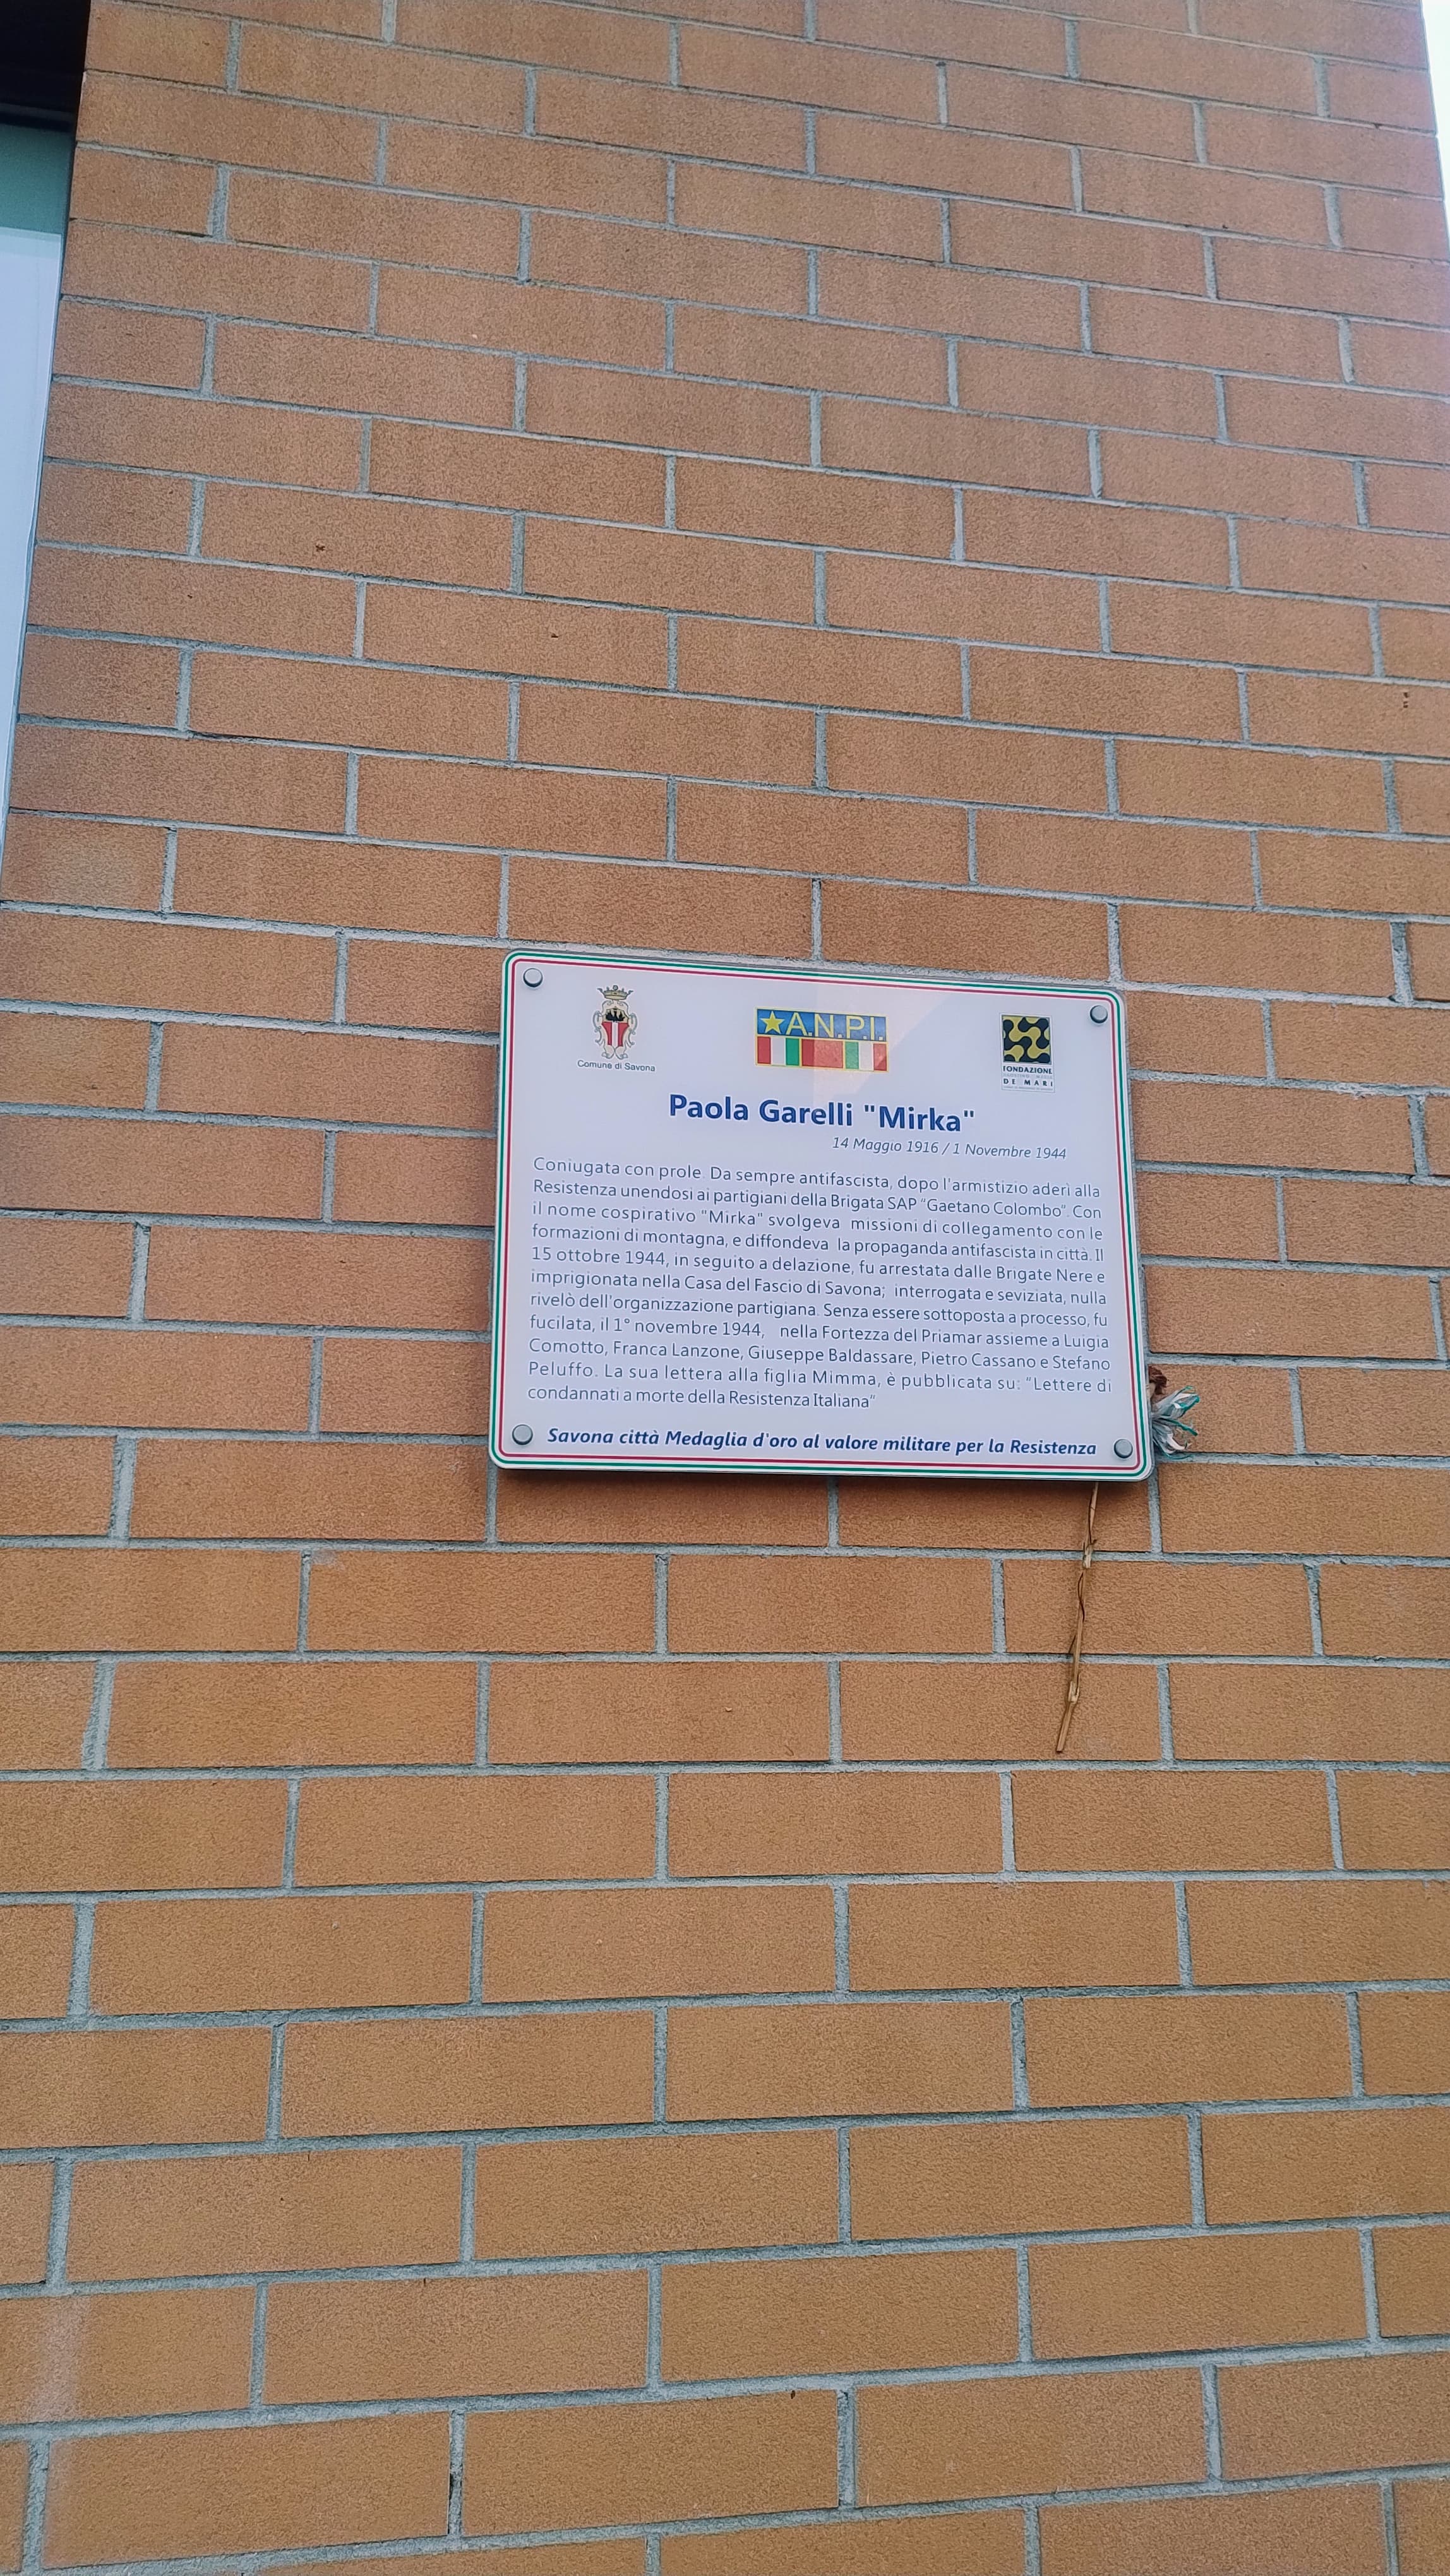 Comune di Savona
A.N.P.I.
FONDAZIONE
DE MARI
Paola Garelli "Mirka"
14 Maggio 1916 / 1 Novembre 1944
Coniugata con prole. Da sempre antifascista, dopo l'armistizio aderì alla
Resistenza unendosi ai partigiani della Brigata SAP "Gaetano Colombo". Con
il nome cospirativo "Mirka" svolgeva missioni di collegamento con le
formazioni di montagna, e diffondeva la propaganda antifascista in città. Il
15 ottobre 1944, in seguito a delazione, fu arrestata dalle Brigate Nere e
imprigionata nella Casa del Fascio di Savona; interrogata e seviziata, nulla
rivelò dell'organizzazione partigiana. Senza essere sottoposta a processo, fu
fucilata, il 1° novembre 1944, nella Fortezza del Priamar assieme a Luigia
Comotto, Franca Lanzone, Giuseppe Baldassare, Pietro Cassano e Stefano
Peluffo. La sua lettera alla figlia Mimma, è pubblicata su: "Lettere di
condannati a morte della Resistenza Italiana"
Savona città Medaglia d'oro al valore militare per la Resistenza